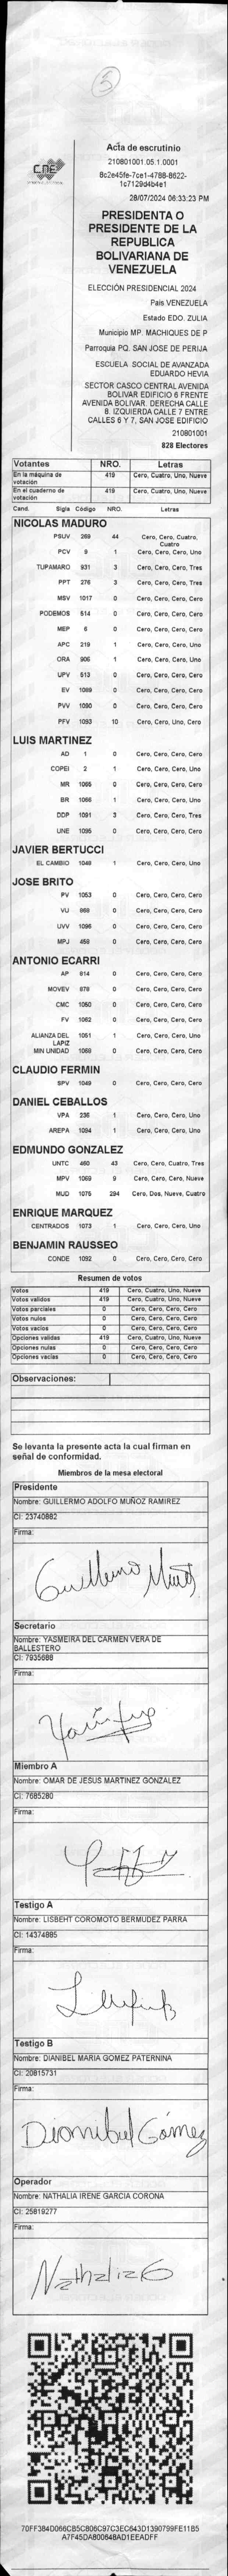 5
CNE
Acta de escrutinio
210801001.05.1.0001
8c2e45fe-7ce1-4788-8622-
1c7129d4b4e1
28/07/2024 06:33:23 PM
PRESIDENTA O
PRESIDENTE DE LA
REPUBLICA
BOLIVARIANA DE
VENEZUELA
ELECCIÓN PRESIDENCIAL 2024
País VENEZUELA
Estado EDO. ZULIA
Municipio MP. MACHIQUES DE P
Parroquia PQ. SAN JOSE DE PERIJA
ESCUELA SOCIAL DE AVANZADA
EDUARDO HEVIA
SECTOR CASCO CENTRAL AVENIDA
BOLIVAR EDIFICIO 6 FRENTE
AVENIDA BOLIVAR. DERECHA CALLE
8. IZQUIERDA CALLE 7 ENTRE
CALLES 6 Y 7, SAN JOSE EDIFICIO
210801001
828 Electores
Votantes NRO. Letras
En la máquina de votación 419 Cero, Cuatro, Uno, Nueve
En el cuaderno de votación 419 Cero, Cuatro, Uno, Nueve
Cand. Sigla Código NRO. Letras
NICOLAS MADURO
PSUV 269 44 Cero, Cero, Cuatro, Cuatro
PCV 9 1 Cero, Cero, Cero, Uno
TUPAMARO 931 3 Cero, Cero, Cero, Tres
PPT 276 3 Cero, Cero, Cero, Tres
MSV 1017 0 Cero, Cero, Cero, Cero
PODEMOS 514 0 Cero, Cero, Cero, Cero
MEP 6 0 Cero, Cero, Cero, Cero
APC 219 1 Cero, Cero, Cero, Uno
ORA 906 1 Cero, Cero, Cero, Uno
UPV 513 0 Cero, Cero, Cero, Cero
EV 1089 0 Cero, Cero, Cero, Cero
PVV 1090 0 Cero, Cero, Cero, Cero
PFV 1093 10 Cero, Cero, Uno, Cero
LUIS MARTINEZ
AD 1 0 Cero, Cero, Cero, Cero
COPEI 2 1 Cero, Cero, Cero, Uno
MR 1065 0 Cero, Cero, Cero, Cero
BR 1066 1 Cero, Cero, Cero, Uno
DDP 1091 3 Cero, Cero, Cero, Tres
UNE 1095 0 Cero, Cero, Cero, Cero
JAVIER BERTUCCI
EL CAMBIO 1048 1 Cero, Cero, Cero, Uno
JOSE BRITO
PV 1053 0 Cero, Cero, Cero, Cero
VU 868 0 Cero, Cero, Cero, Cero
UVV 1096 0 Cero, Cero, Cero, Cero
MPJ 458 0 Cero, Cero, Cero, Cero
ANTONIO ECARRI
AP 814 0 Cero, Cero, Cero, Cero
MOVEV 878 0 Cero, Cero, Cero, Cero
CMC 1050 0 Cero, Cero, Cero, Cero
FV 1082 0 Cero, Cero, Cero, Cero
ALIANZA DEL LAPIZ 1051 1 Cero, Cero, Cero, Uno
MIN UNIDAD 1068 0 Cero, Cero, Cero, Cero
CLAUDIO FERMIN
SPV 1049 0 Cero, Cero, Cero, Cero
DANIEL CEBALLOS
VPA 236 1 Cero, Cero, Cero, Uno
AREPA 1094 1 Cero, Cero, Cero, Uno
EDMUNDO GONZALEZ
UNTC 460 43 Cero, Cero, Cuatro, Tres
MPV 1069 9 Cero, Cero, Cero, Nueve
MUD 1075 294 Cero, Dos, Nueve, Cuatro
ENRIQUE MARQUEZ
CENTRADOS 1073 1 Cero, Cero, Cero, Uno
BENJAMIN RAUSSEO
CONDE 1092 0 Cero, Cero, Cero, Cero
Resumen de votos
Votos 419 Cero, Cuatro, Uno, Nueve
Votos validos 419 Cero, Cuatro, Uno, Nueve
Votos parciales 0 Cero, Cero, Cero, Cero
Votos nulos 0 Cero, Cero, Cero, Cero
Votos vacios 0 Cero, Cero, Cero, Cero
Opciones validas 419 Cero, Cuatro, Uno, Nueve
Opciones nulas 0 Cero, Cero, Cero, Cero
Opciones vacías 0 Cero, Cero, Cero, Cero
Observaciones:
Se levanta la presente acta la cual firman en
señal de conformidad.
Miembros de la mesa electoral
Presidente
Nombre: GUILLERMO ADOLFO MUÑOZ RAMIREZ
CI: 23740882
Firma:
Guillermo Muñoz
Secretario
Nombre: YASMEIRA DEL CARMEN VERA DE
BALLESTERO
CI: 7935688
Firma:
Miembro A
Nombre: OMAR DE JESUS MARTINEZ GONZALEZ
CI: 7685280
Firma:
Testigo A
Nombre: LISBEHT COROMOTO BERMUDEZ PARRA
CI: 14374885
Firma:
Testigo B
Nombre: DIANIBEL MARIA GOMEZ PATERNINA
CI: 20815731
Firma:
Dianibel Gómez
Operador
Nombre: NATHALIA IRENE GARCIA CORONA
CI: 25819277
Firma:
NathaliaG
70FF384D066CB5C806C97C3EC643D1390799FE11B5
A7F45DA800648AD1EEADFF